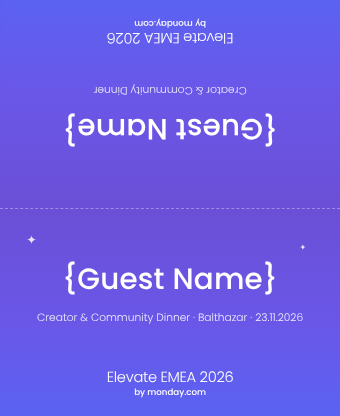 by monday.com
Elevate EMEA 2026
Creator & Community Dinner
{Guest Name}
{Guest Name}
Creator & Community Dinner · Balthazar · 23.11.2026
Elevate EMEA 2026
by monday.com